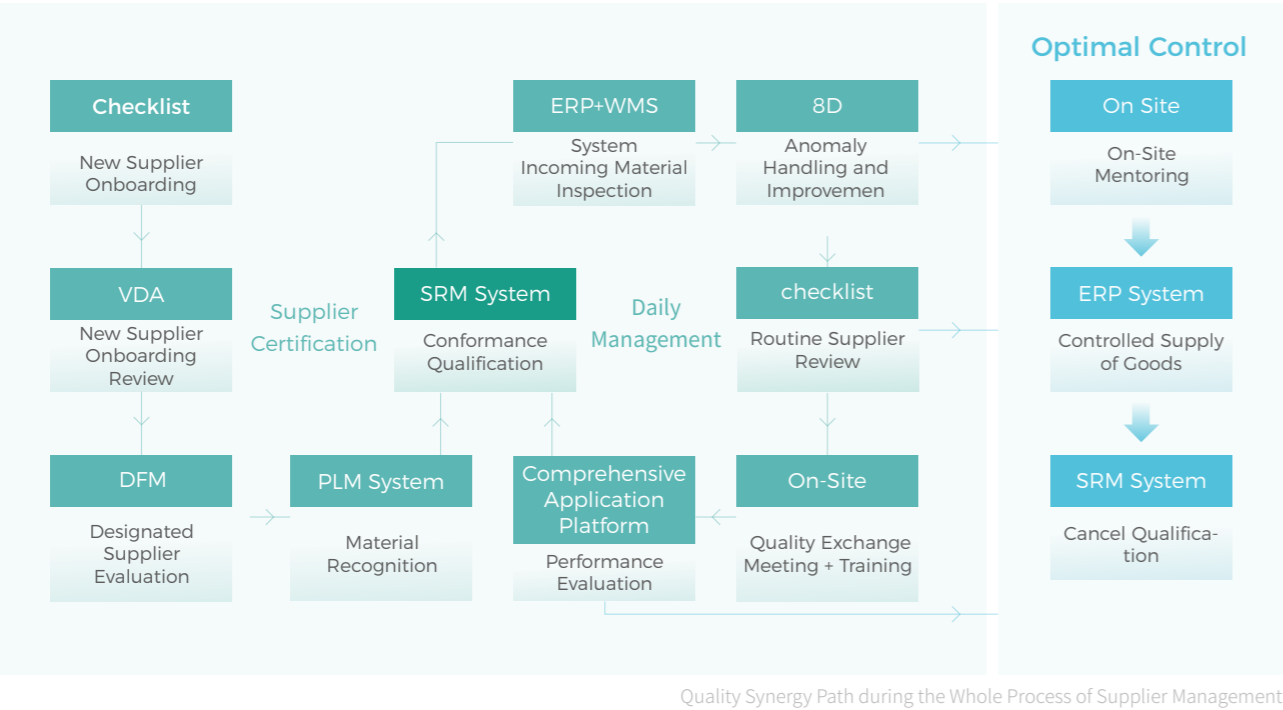 Checklist
New Supplier
Onboarding
VDA
New Supplier
Onboarding
Review
DFM
Designated
Supplier
Evaluation
Supplier
Certification
PLM System
Material
Recognition
SRM System
Conformance
Qualification
ERP+WMS
System
Incoming Material
Inspection
8D
Anomaly
Handling and
Improvemen
Daily
Management
checklist
Routine Supplier
Review
On-Site
Quality Exchange
Meeting + Training
Comprehensive
Application
Platform
Performance
Evaluation
Optimal Control
On Site
On-Site
Mentoring
ERP System
Controlled Supply
of Goods
SRM System
Cancel Qualifica-
tion
Quality Synergy Path during the Whole Process of Supplier Management